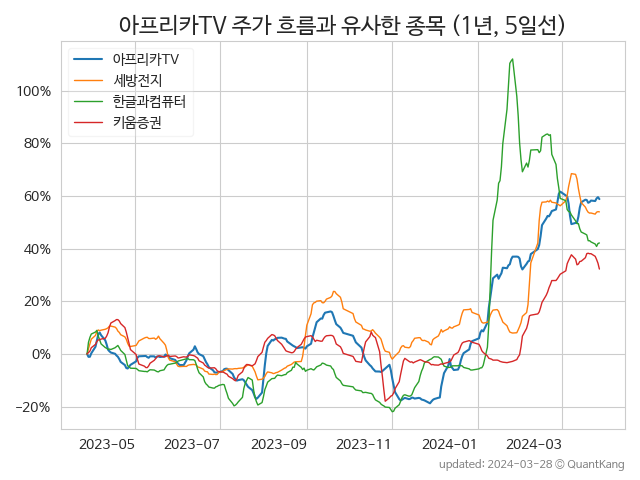 아프리카TV 주가 흐름과 유사한 종목 (1년, 5일선)
아프리카TV
세방전지
한글과컴퓨터
키움증권
100%
80%
60%
40%
20%
0%
−20%
2023-05 2023-07 2023-09 2023-11 2024-01 2024-03
updated: 2024-03-28 © QuantKang